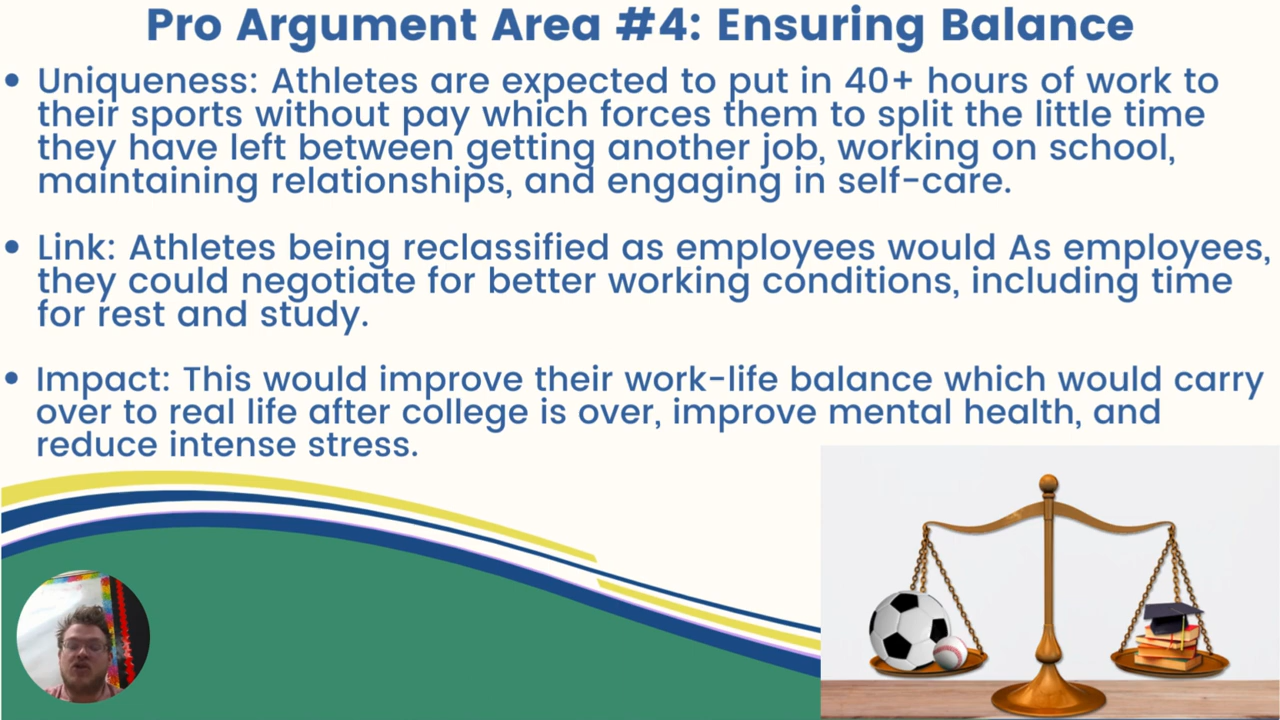 Pro Argument Area #4: Ensuring Balance
• Uniqueness: Athletes are expected to put in 40+ hours of work to
their sports without pay which forces them to split the little time
they have left between getting another job, working on school,
maintaining relationships, and engaging in self-care.
• Link: Athletes being reclassified as employees would As employees,
they could negotiate for better working conditions, including time
for rest and study.
• Impact: This would improve their work-life balance which would carry
over to real life after college is over, improve mental health, and
reduce intense stress.